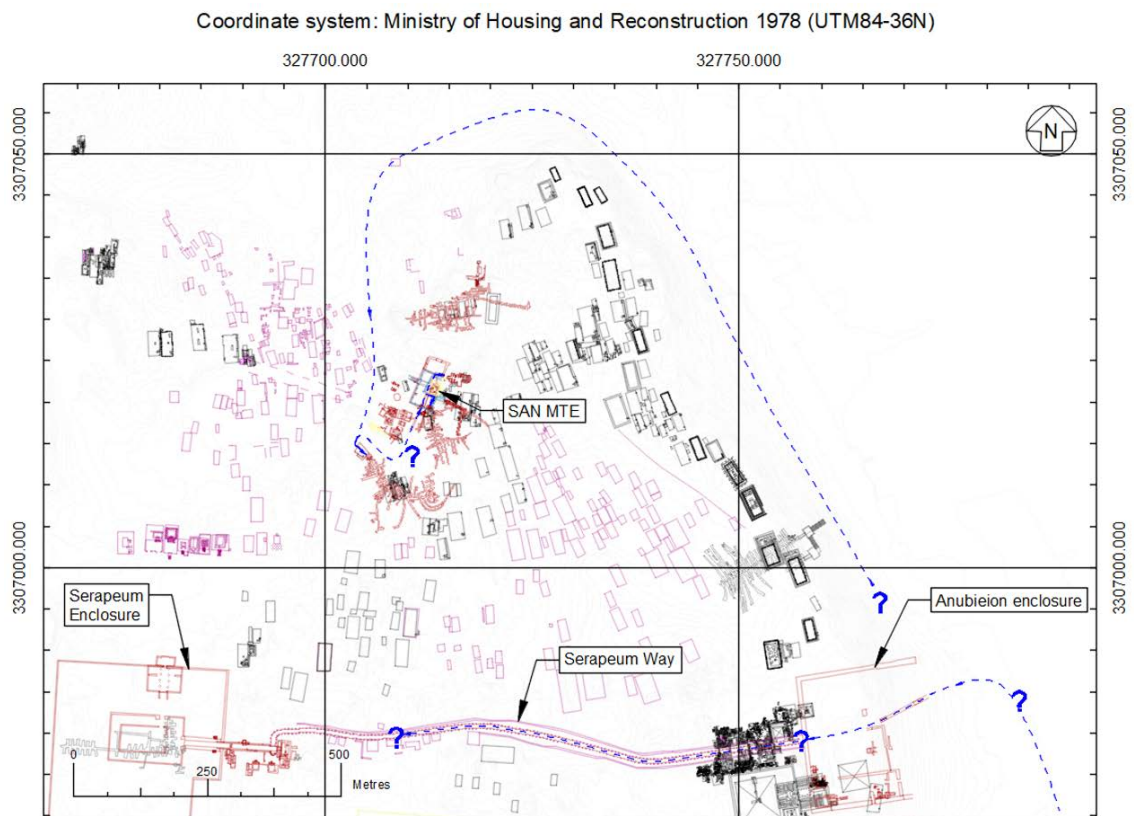 Coordinate system: Ministry of Housing and Reconstruction 1978 (UTM84-36N)
327700.000
327750.000
3307050.000
3307050.000
N
SAN MTE
?
3307000.000
3307000.000
?
Serapeum
Enclosure
Anubieion enclosure
Serapeum Way
?
?
?
0
250
500
Metres